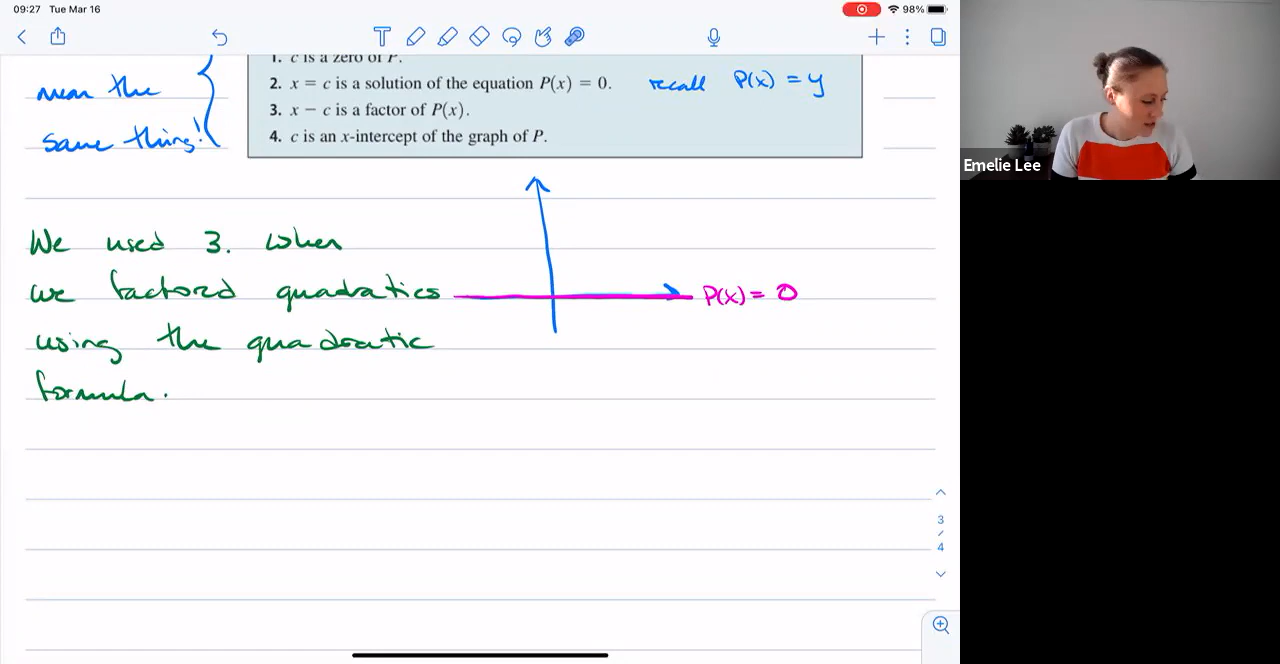 09:27 Tue Mar 16
98%
1. c is a zero of P.
2. x = c is a solution of the equation P(x) = 0.
recall P(x) = y
3. x − c is a factor of P(x).
4. c is an x-intercept of the graph of P.
mean the
same thing!
Emelie Lee
We used 3. when
we factored quadratics
using the quadratic
formula.
P(x) = 0
3
/
4